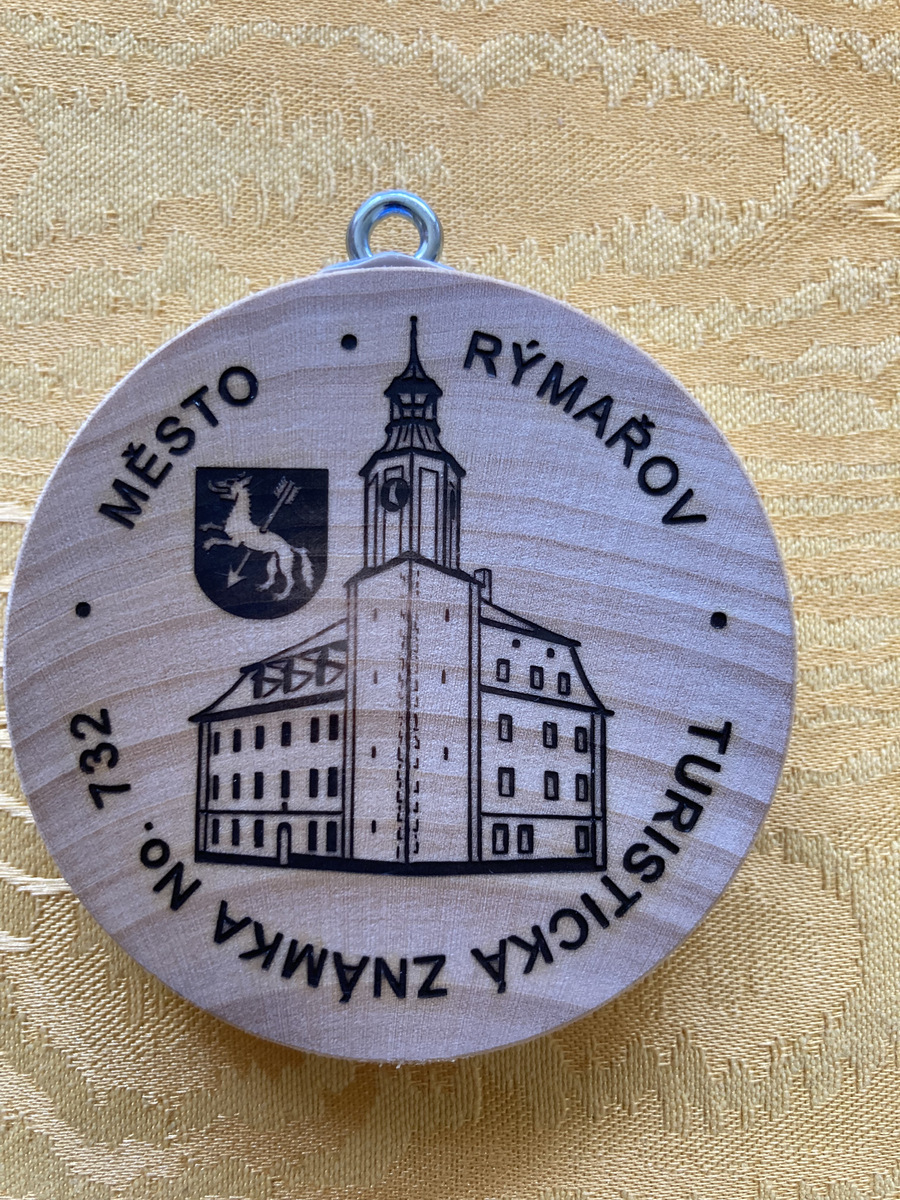 MĚSTO • RÝMAŘOV
• TURISTICKÁ ZNÁMKA No. 732 •